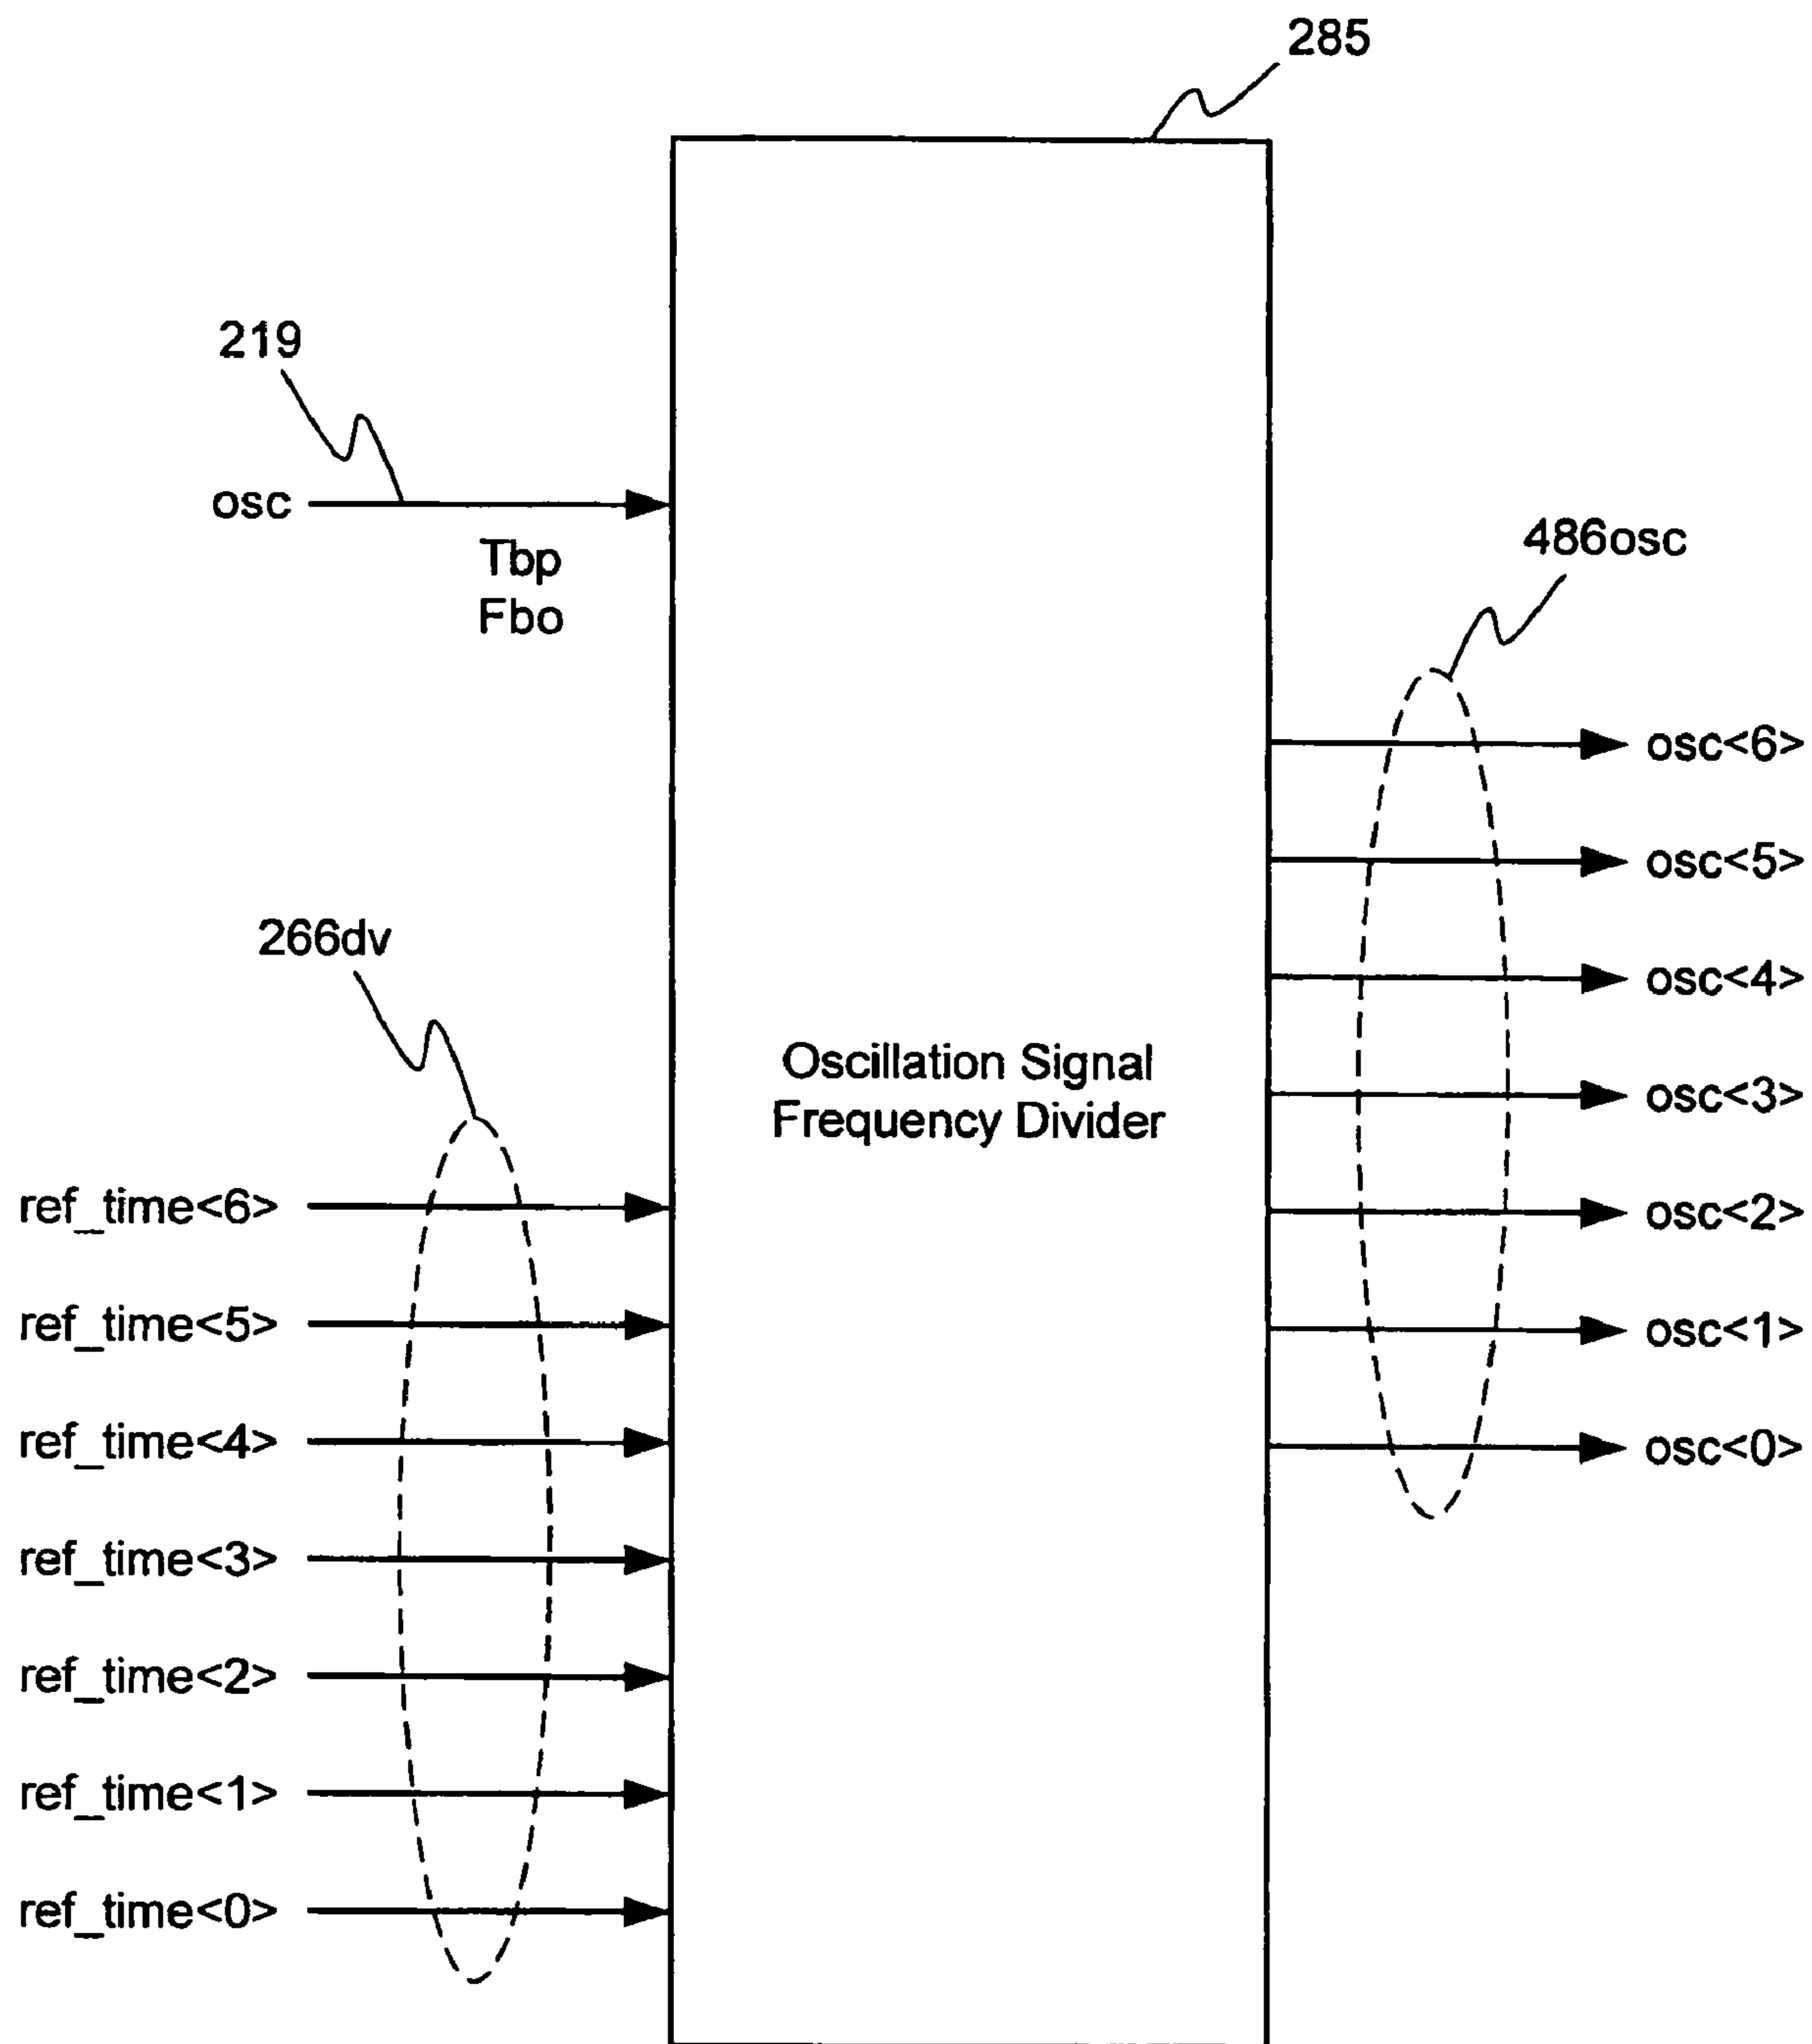 285
219
osc
Tbp
Fbo
486osc
osc<6>
osc<5>
266dv
osc<4>
Oscillation Signal
Frequency Divider
osc<3>
ref_time<6>
osc<2>
ref_time<5>
osc<1>
ref_time<4>
osc<0>
ref_time<3>
ref_time<2>
ref_time<1>
ref_time<0>